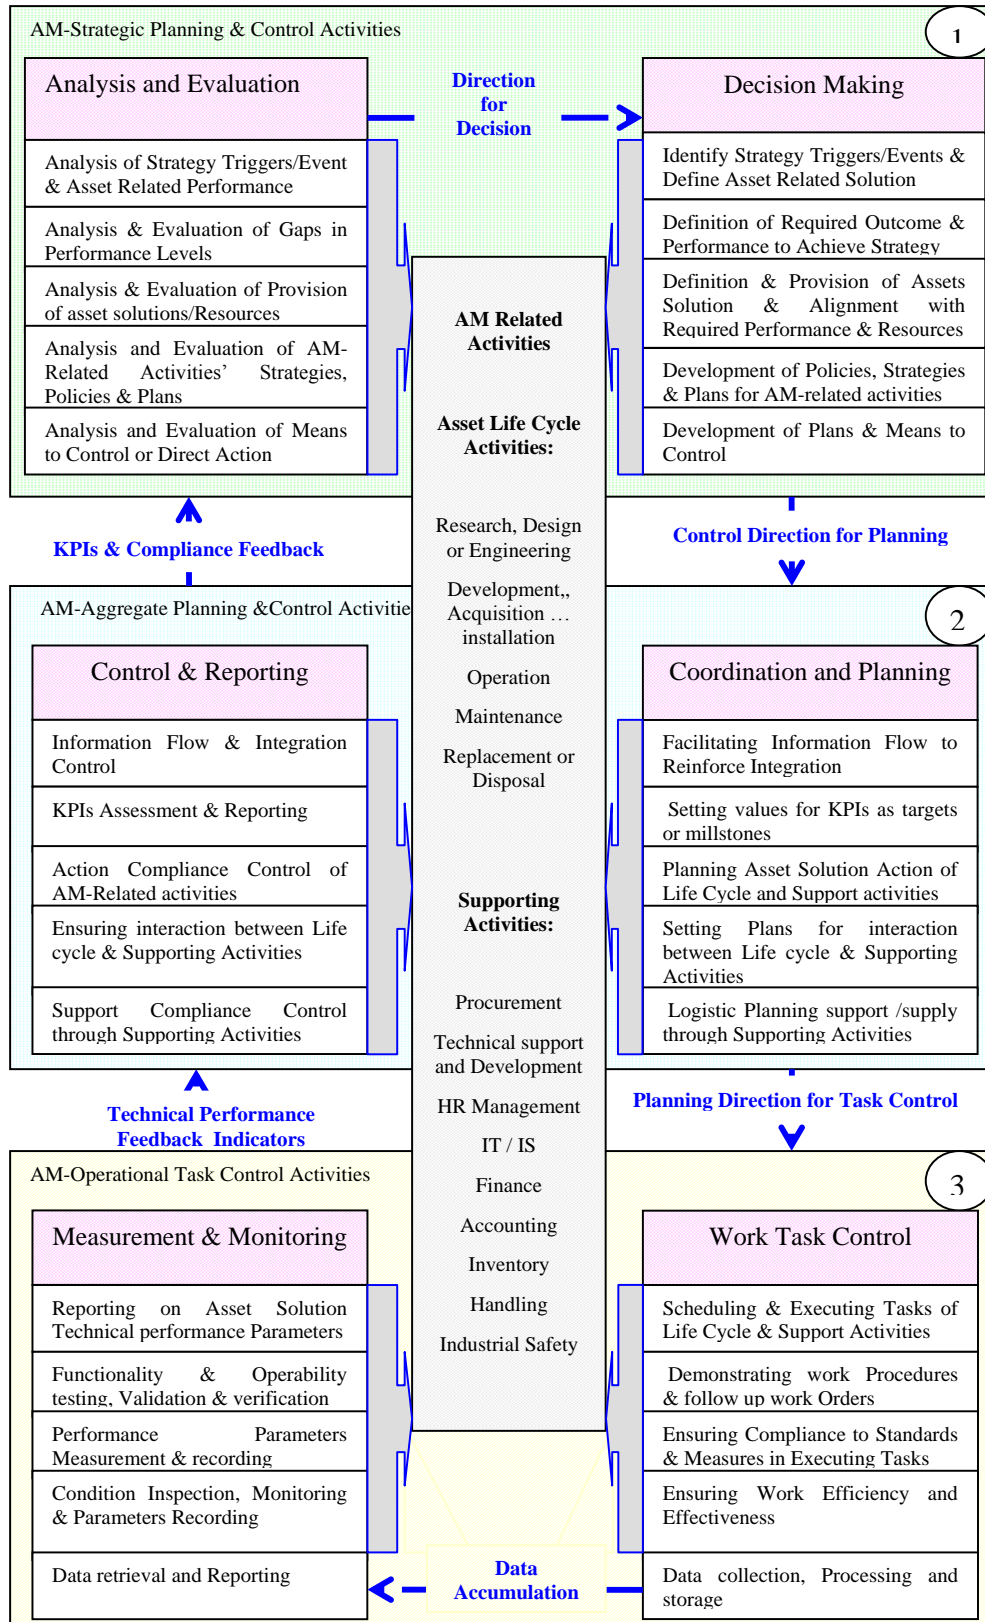 AM-Strategic Planning & Control Activities
1
Analysis and Evaluation
Analysis of Strategy Triggers/Event
& Asset Related Performance
Analysis & Evaluation of Gaps in
Performance Levels
Analysis & Evaluation of Provision
of asset solutions/Resources
Analysis and Evaluation of AM-
Related Activities’ Strategies,
Policies & Plans
Analysis and Evaluation of Means
to Control or Direct Action
Direction
for
Decision
Decision Making
Identify Strategy Triggers/Events &
Define Asset Related Solution
Definition of Required Outcome &
Performance to Achieve Strategy
Definition & Provision of Assets
Solution & Alignment with
Required Performance & Resources
Development of Policies, Strategies
& Plans for AM-related activities
Development of Plans & Means to
Control
KPIs & Compliance Feedback
Control Direction for Planning
AM Related
Activities
Asset Life Cycle
Activities:
Research, Design
or Engineering
Development,,
Acquisition …
installation
Operation
Maintenance
Replacement or
Disposal
Supporting
Activities:
Procurement
Technical support
and Development
HR Management
IT / IS
Finance
Accounting
Inventory
Handling
Industrial Safety
AM-Aggregate Planning &Control Activities
2
Control & Reporting
Information Flow & Integration
Control
KPIs Assessment & Reporting
Action Compliance Control of
AM-Related activities
Ensuring interaction between Life
cycle & Supporting Activities
Support Compliance Control
through Supporting Activities
Coordination and Planning
Facilitating Information Flow to
Reinforce Integration
Setting values for KPIs as targets
or millstones
Planning Asset Solution Action of
Life Cycle and Support activities
Setting Plans for interaction
between Life cycle & Supporting
Activities
Logistic Planning support /supply
through Supporting Activities
Technical Performance
Feedback Indicators
Planning Direction for Task Control
AM-Operational Task Control Activities
3
Measurement & Monitoring
Reporting on Asset Solution
Technical performance Parameters
Functionality & Operability
testing, Validation & verification
Performance Parameters
Measurement & recording
Condition Inspection, Monitoring
& Parameters Recording
Data retrieval and Reporting
Work Task Control
Scheduling & Executing Tasks of
Life Cycle & Support Activities
Demonstrating work Procedures
& follow up work Orders
Ensuring Compliance to Standards
& Measures in Executing Tasks
Ensuring Work Efficiency and
Effectiveness
Data collection, Processing and
storage
Data
Accumulation